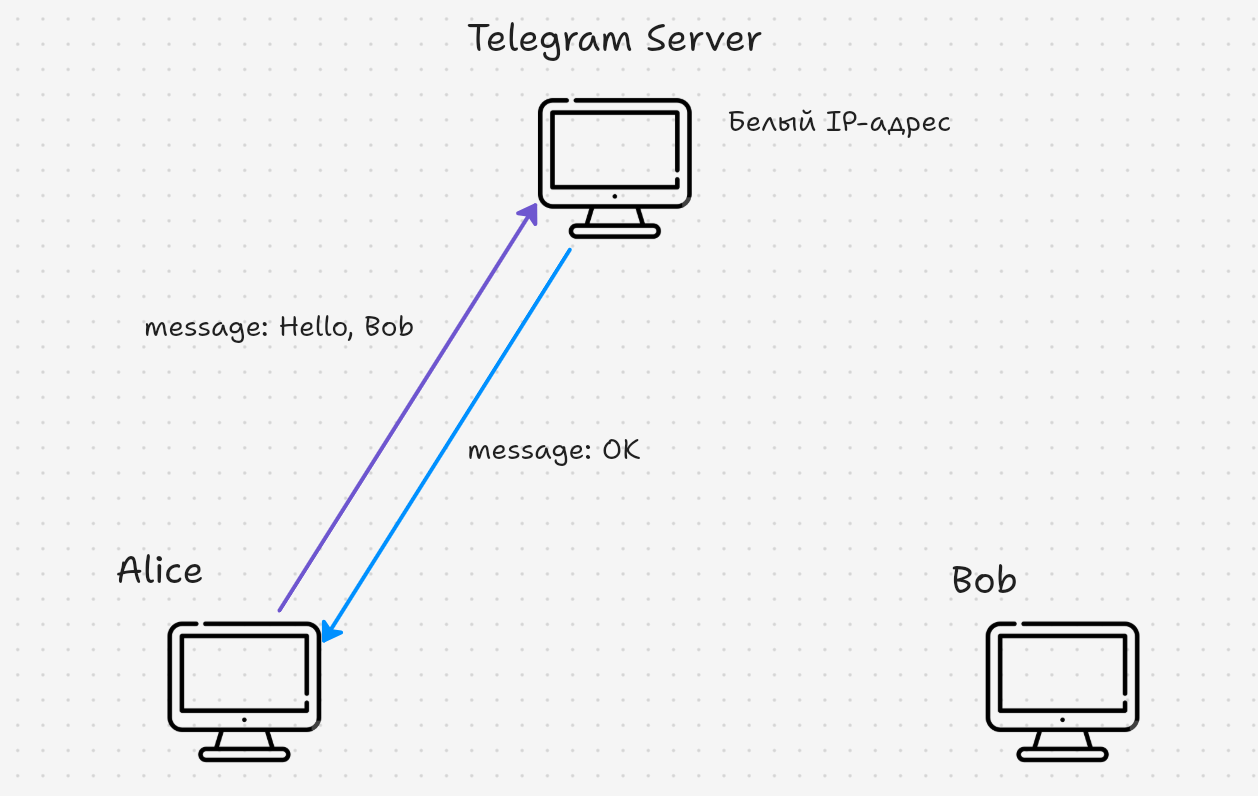 Telegram Server
Белый IP-адрес
message: Hello, Bob
message: OK
Alice
Bob